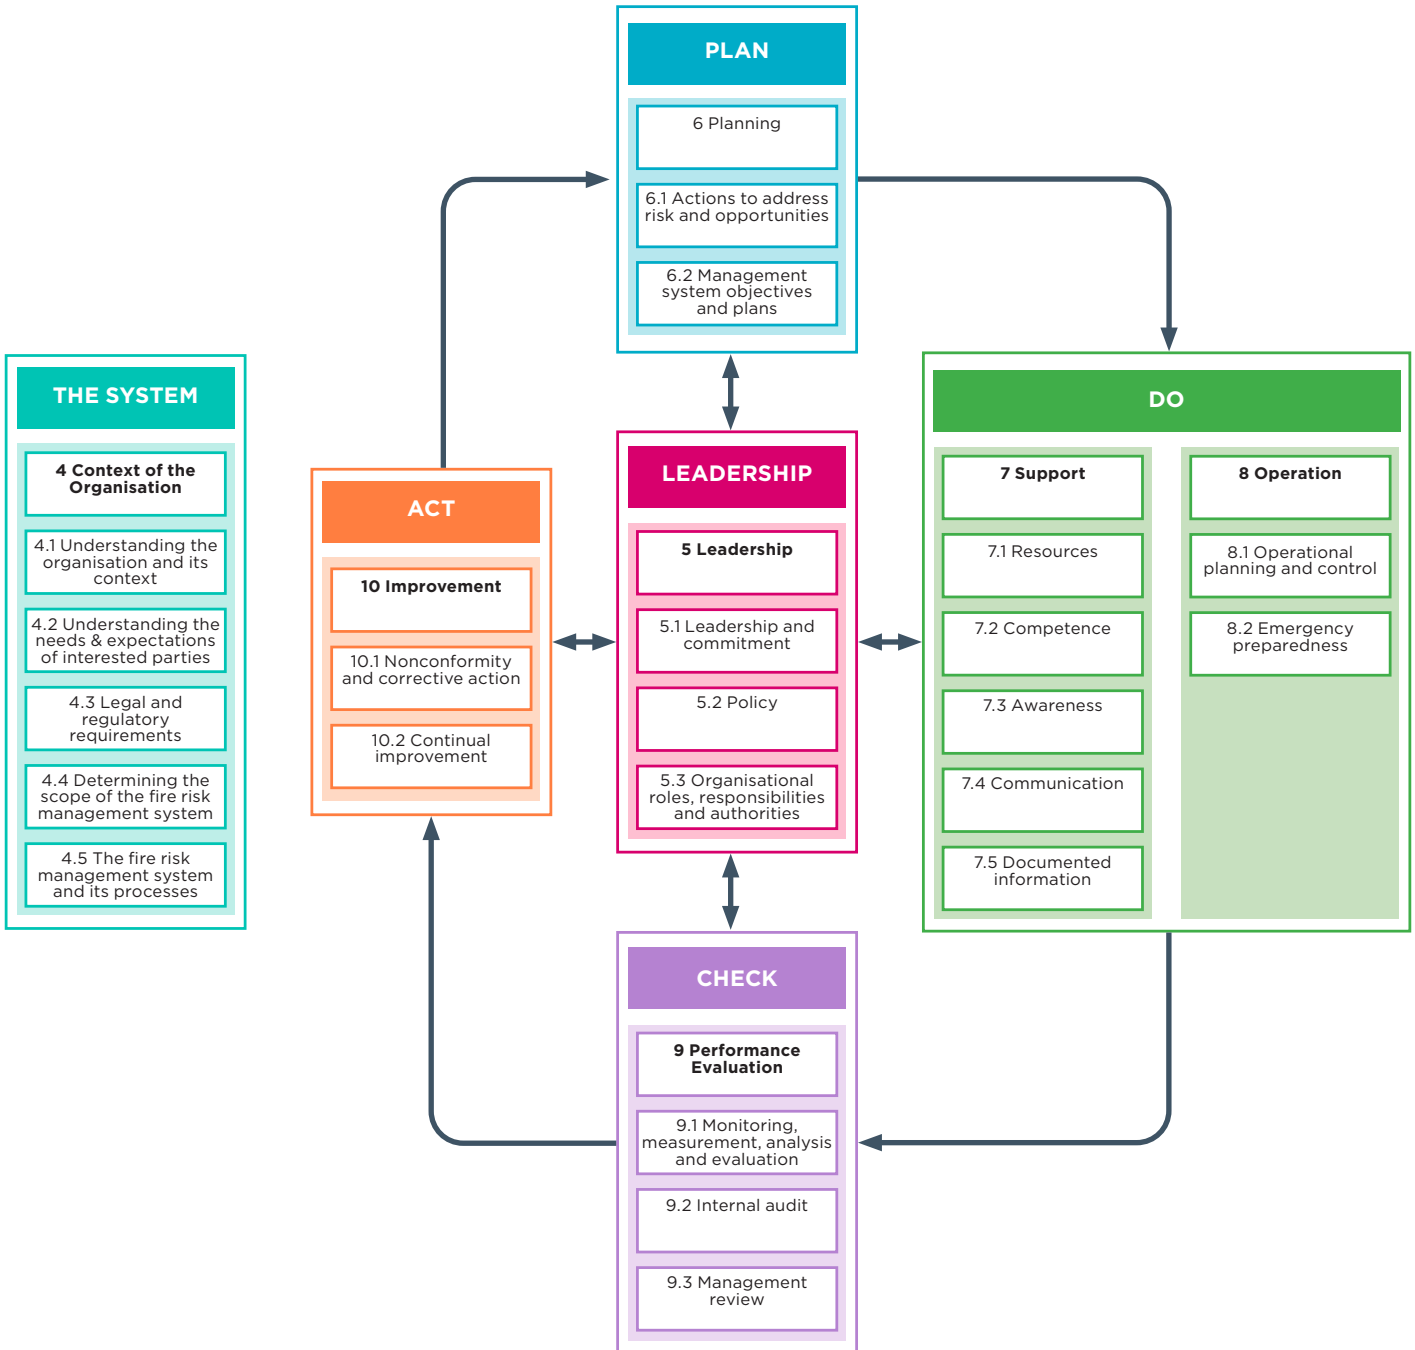 PLAN
6 Planning
6.1 Actions to address
risk and opportunities
6.2 Management
system objectives
and plans
THE SYSTEM
4 Context of the
Organisation
4.1 Understanding the
organisation and its
context
4.2 Understanding the
needs & expectations
of interested parties
4.3 Legal and
regulatory
requirements
4.4 Determining the
scope of the fire risk
management system
4.5 The fire risk
management system
and its processes
ACT
10 Improvement
10.1 Nonconformity
and corrective action
10.2 Continual
improvement
LEADERSHIP
5 Leadership
5.1 Leadership and
commitment
5.2 Policy
5.3 Organisational
roles, responsibilities
and authorities
DO
7 Support
7.1 Resources
7.2 Competence
7.3 Awareness
7.4 Communication
7.5 Documented
information
8 Operation
8.1 Operational
planning and control
8.2 Emergency
preparedness
CHECK
9 Performance
Evaluation
9.1 Monitoring,
measurement, analysis
and evaluation
9.2 Internal audit
9.3 Management
review